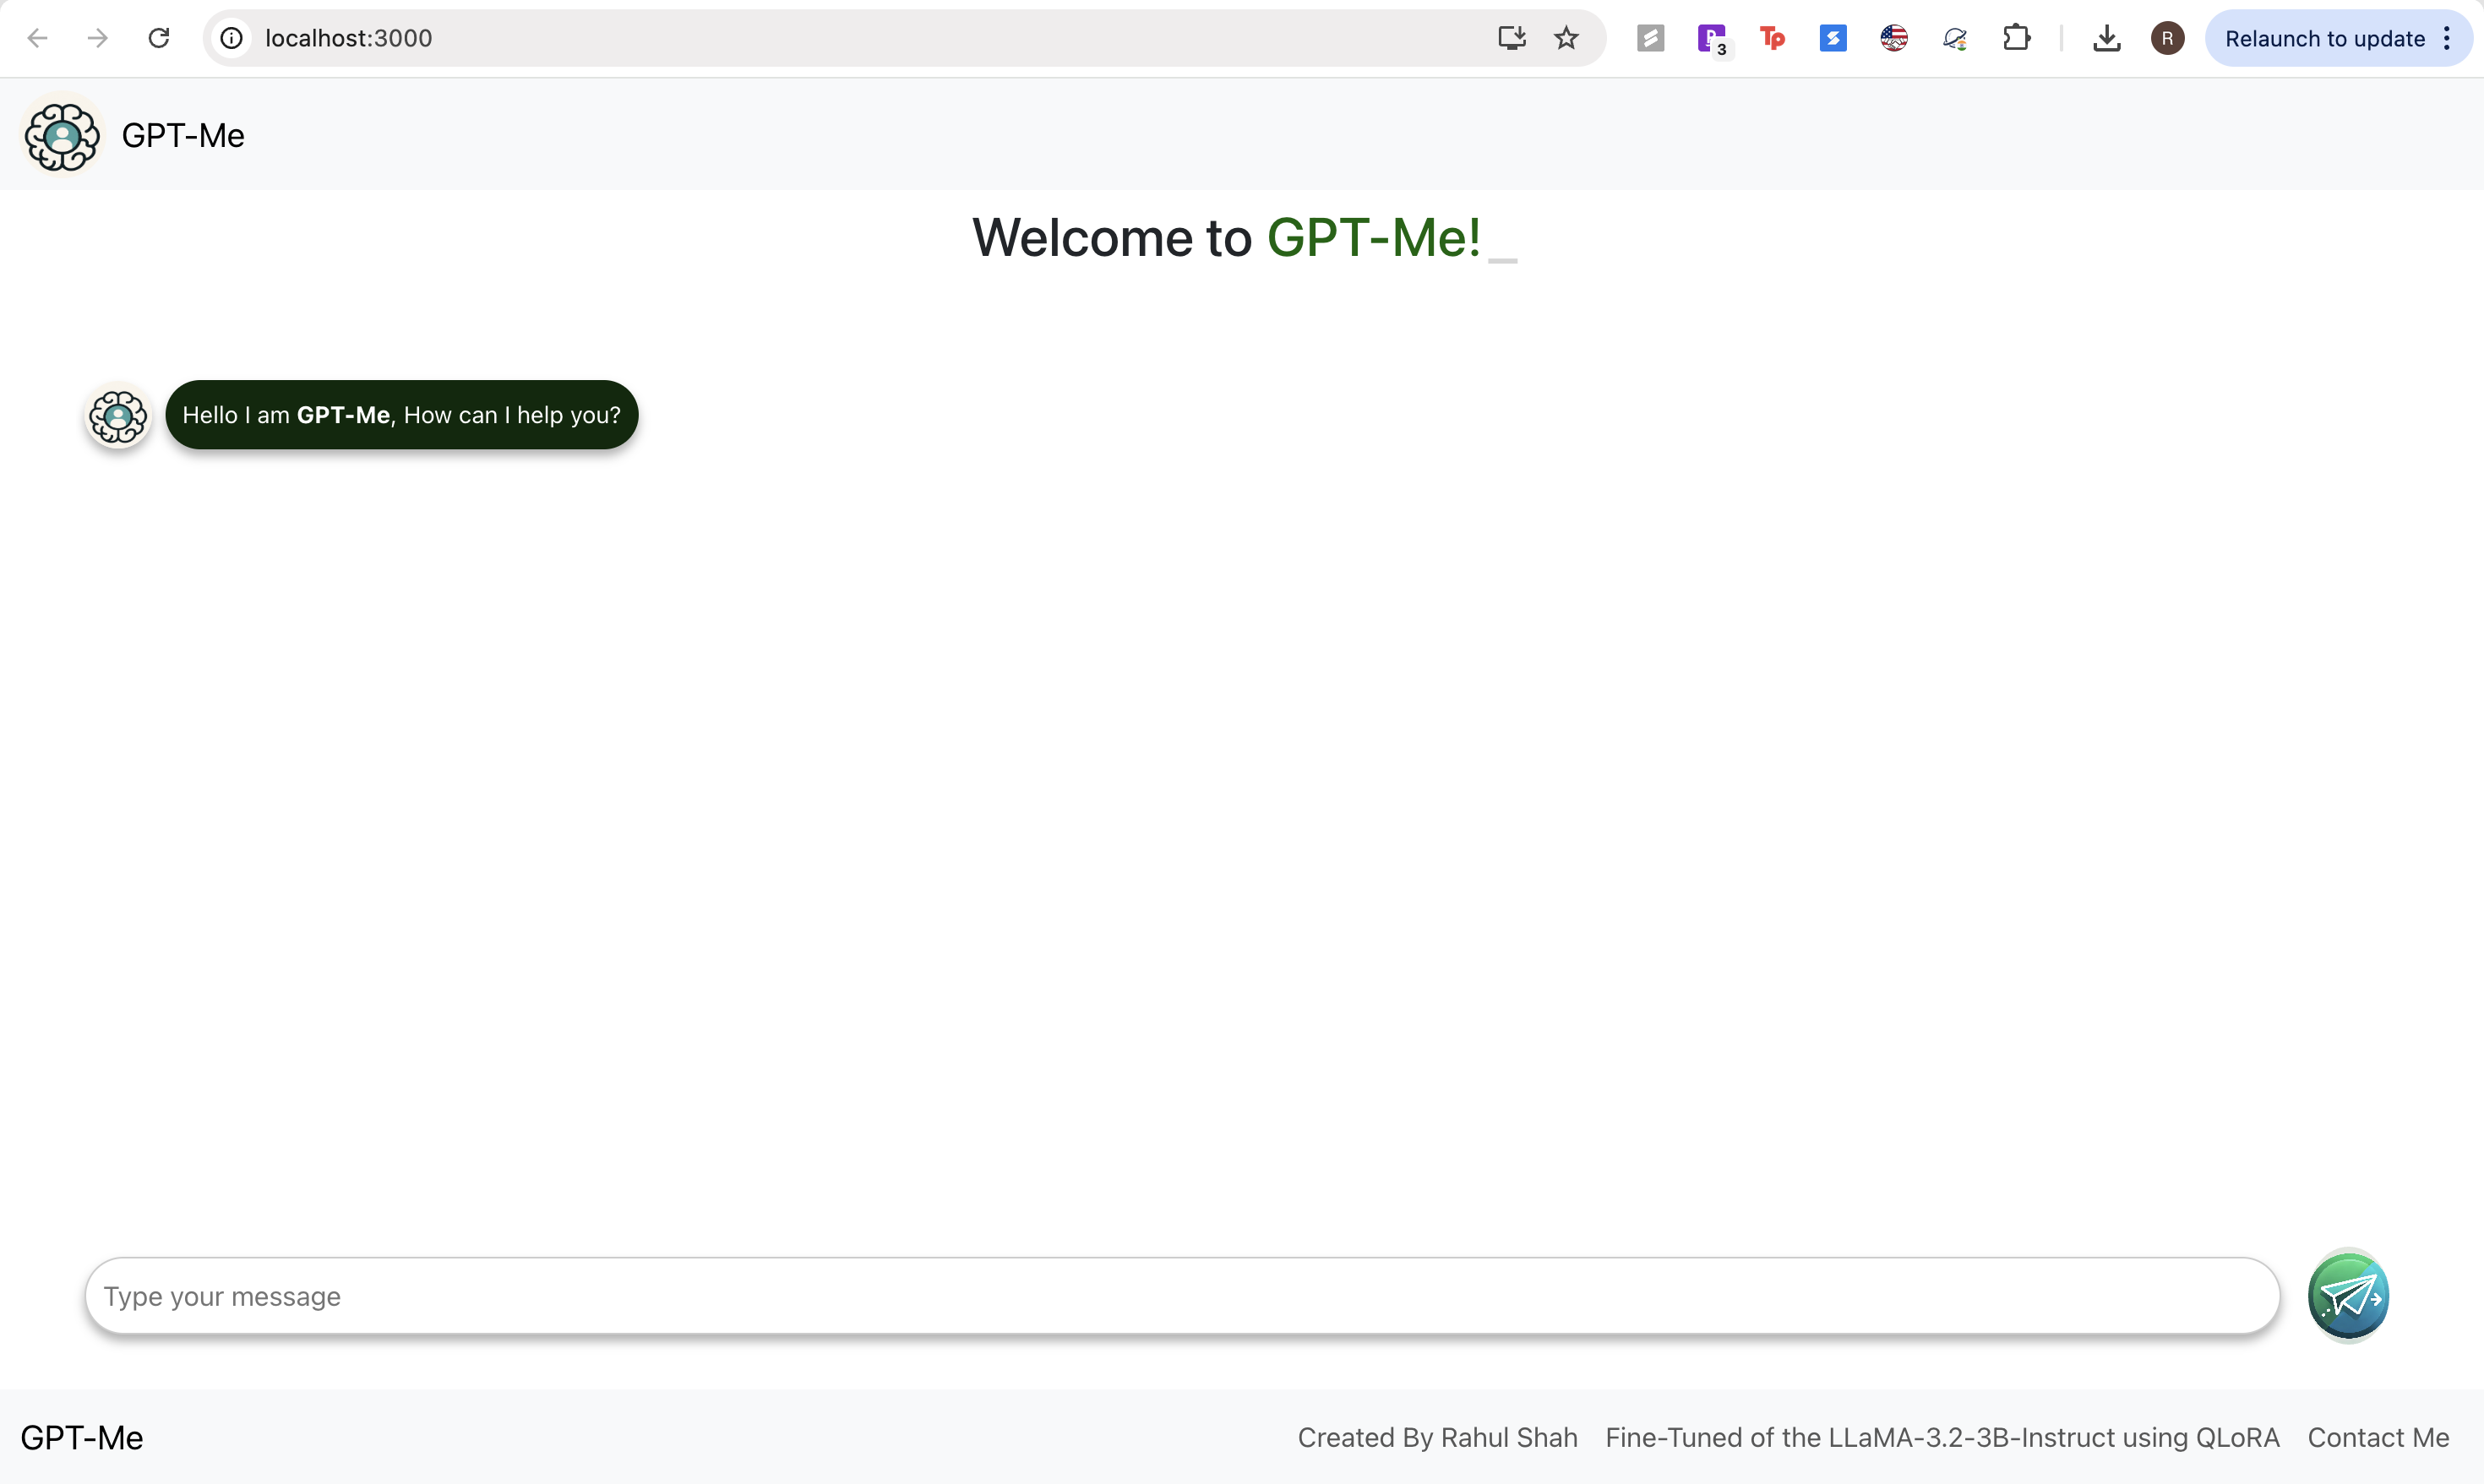 localhost:3000
3
Tp
R
Relaunch to update
GPT-Me
Welcome to GPT-Me!_
Hello I am GPT-Me, How can I help you?
Type your message
GPT-Me
Created By Rahul Shah
Fine-Tuned of the LLaMA-3.2-3B-Instruct using QLoRA
Contact Me